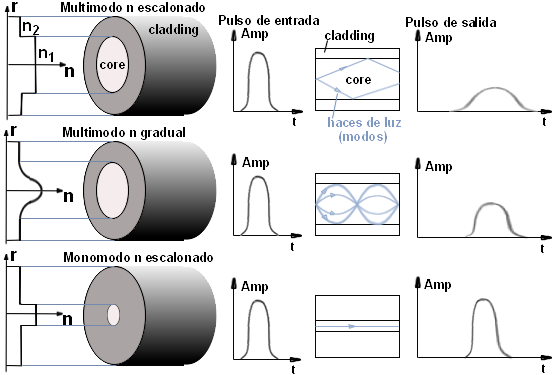 r Multimodo n escalonado Pulso de entrada Pulso de salida
n2 cladding Amp cladding Amp
n1
n core core
haces de luz
(modos)
t t
r Multimodo n gradual
Amp Amp
n
t t
r Monomodo n escalonado
Amp Amp
n
t t